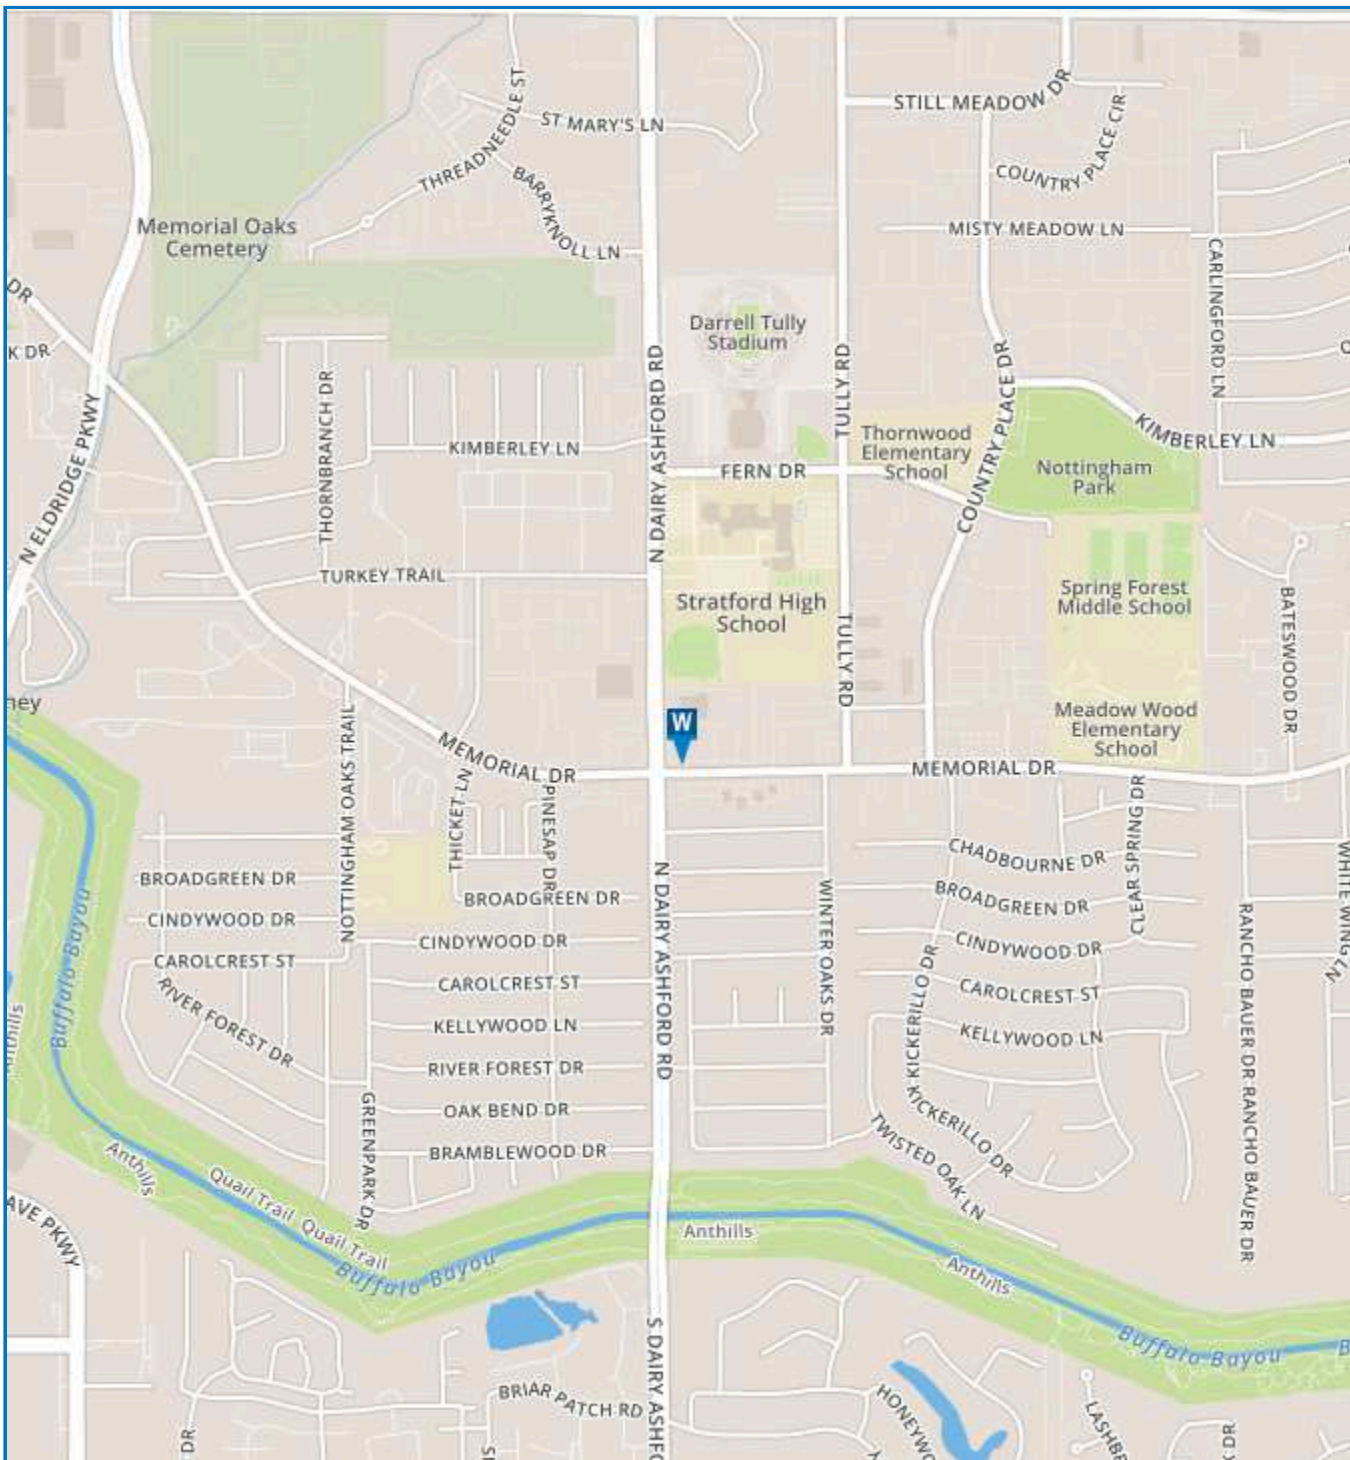 STILL MEADOW DR
ST MARY'S LN
THREADNEEDLE ST
COUNTRY PLACE CIR
BARRYKNOLL LN
Memorial Oaks
Cemetery
MISTY MEADOW LN
CARLINGFORD LN
DR
K DR
Darrell Tully
Stadium
N DAIRY ASHFORD RD
TULLY RD
COUNTRY PLACE DR
THORNBRANCH DR
N ELDRIDGE PKWY
KIMBERLEY LN
KIMBERLEY LN
Thornwood
Elementary
School
FERN DR
Nottingham
Park
TURKEY TRAIL
Stratford High
School
Spring Forest
Middle School
BATESWOOD DR
TULLY RD
ney
W
Meadow Wood
Elementary
School
NOTTINGHAM OAKS TRAIL
MEMORIAL DR
MEMORIAL DR
THICKET LN
PINESAP DR
CLEAR SPRING DR
CHADBOURNE DR
WHITE WING LN
N
BROADGREEN DR
BROADGREEN DR
BROADGREEN DR
N DAIRY ASHFORD RD
WINTER OAKS DR
CINDYWOOD DR
CINDYWOOD DR
CINDYWOOD DR
RANCHO BAUER DR
RANCHO BAUER DR
Buffalo Bayou
CAROLCREST ST
CAROLCREST ST
CAROLCREST ST
KICKERILLO DR
RIVER FOREST DR
KELLYWOOD LN
KELLYWOOD LN
Anthills
RIVER FOREST DR
GREENPARK DR
OAK BEND DR
KICKERILLO DR
BRAMBLEWOOD DR
TWISTED OAK LN
Anthills
Quail Trail
Quail Trail
AVE PKWY
Anthills
Buffalo Bayou
Anthills
Buffalo Bayou
B
S DAIRY ASHFO
BRIAR PATCH RD
HONEYWO
LASHBR
DR
DR